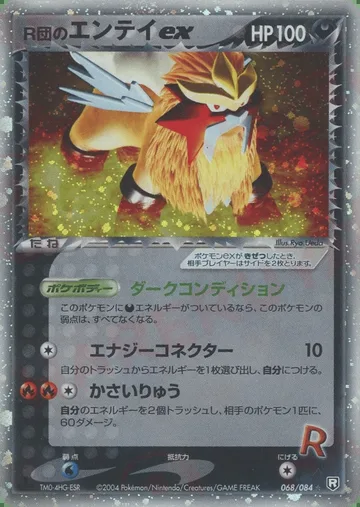 R団のエンテイex HP100
たね
Illus.Ryo Ueda
ポケモンexがきぜつしたとき、
相手プレイヤーはサイドを2枚とります。
ポケボディー ダークコンディション
このポケモンにエネルギーがついているなら、このポケモンの
弱点は、すべてなくなる。
エナジーコネクター 10
自分のトラッシュからエネルギーを1枚選び出し、自分につける。
かさいりゅう
自分のエネルギーを2個トラッシュし、相手のポケモン1匹に、
60ダメージ。
R
弱点 抵抗力 にげる
TM0-4HG-ESR ©2004 Pokémon/Nintendo/Creatures/GAME FREAK 068/084 R